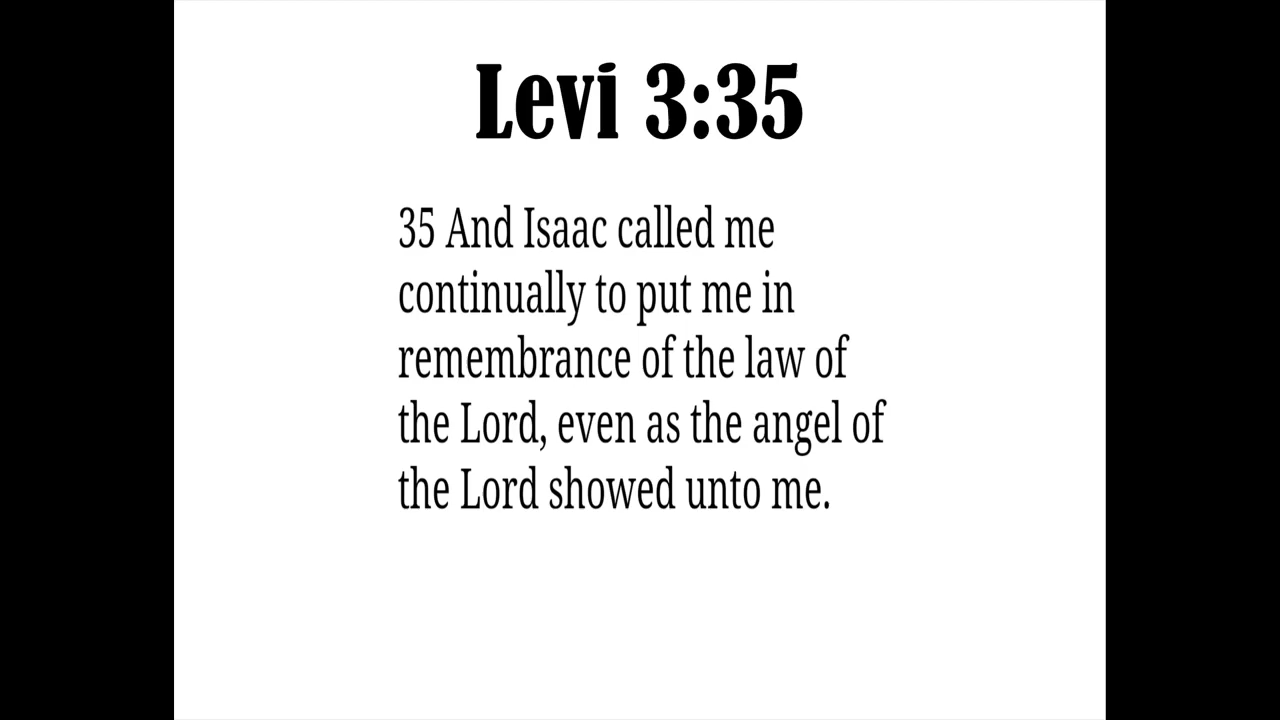 Levi 3:35
35 And Isaac called me
continually to put me in
remembrance of the law of
the Lord, even as the angel of
the Lord showed unto me.